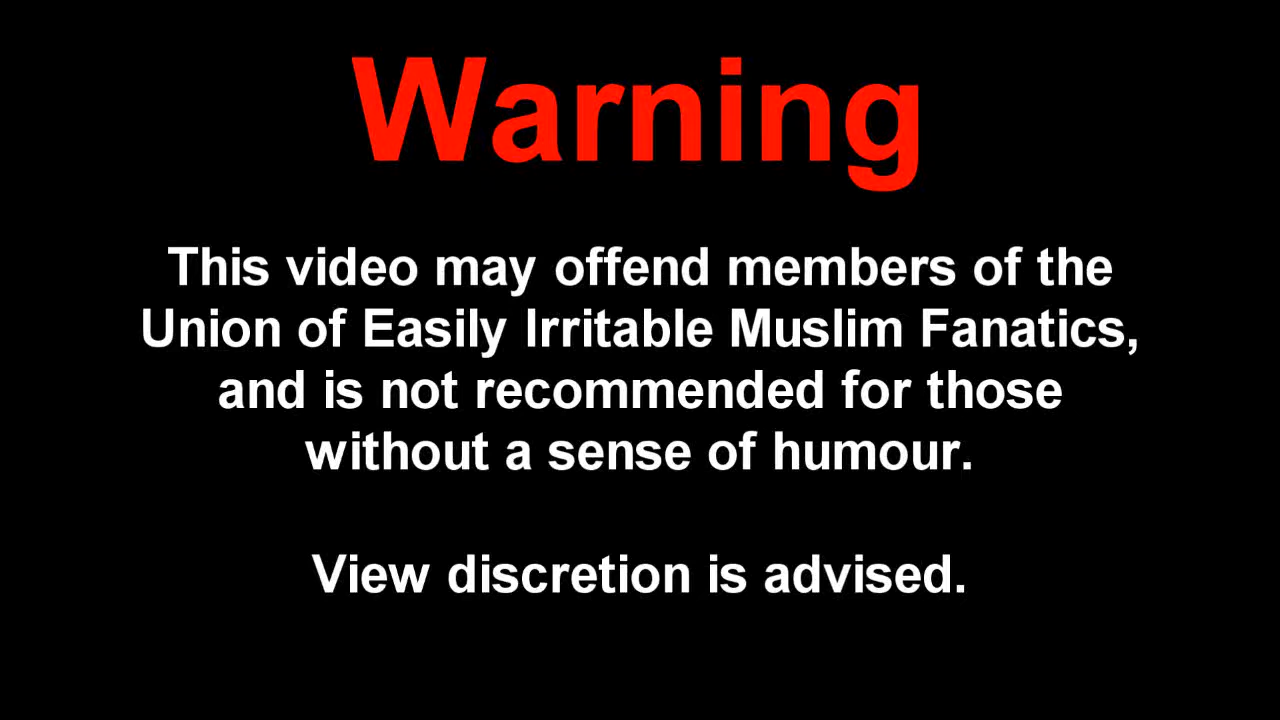 Warning
This video may offend members of the
Union of Easily Irritable Muslim Fanatics,
and is not recommended for those
without a sense of humour.
View discretion is advised.